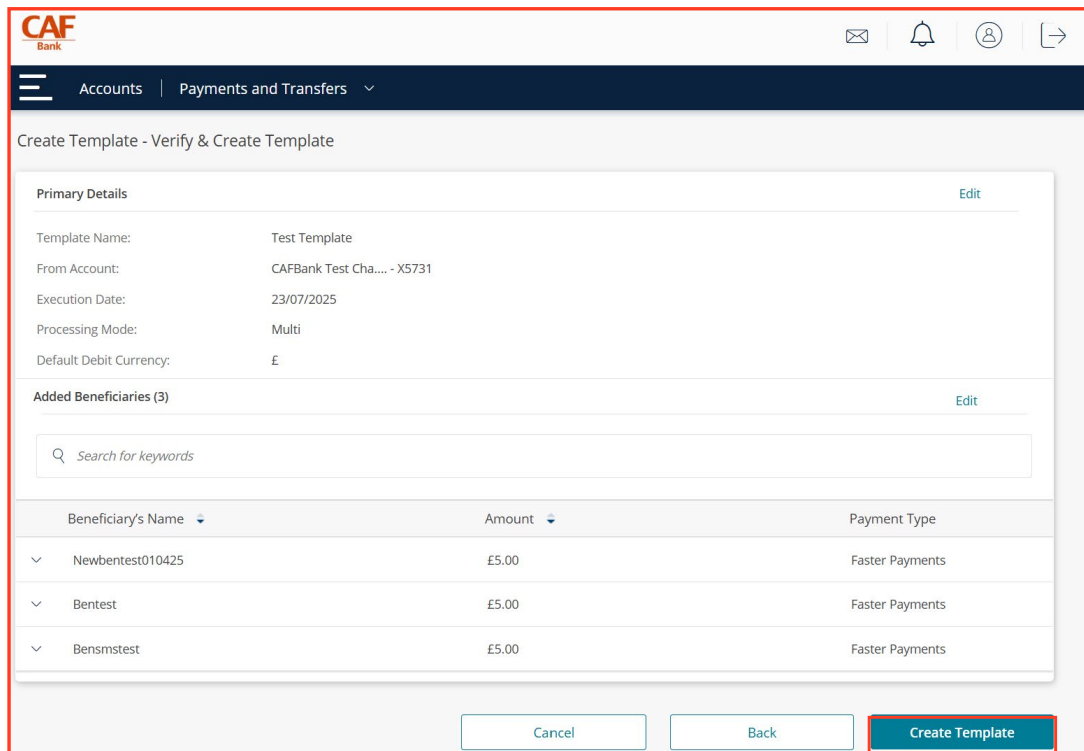 CAF
Bank
Accounts | Payments and Transfers
Create Template - Verify & Create Template
Primary Details Edit
Template Name: Test Template
From Account: CAFBank Test Cha.... - X5731
Execution Date: 23/07/2025
Processing Mode: Multi
Default Debit Currency: £
Added Beneficiaries (3) Edit
Search for keywords
Beneficiary's Name Amount Payment Type
Newbentest010425 £5.00 Faster Payments
Bentest £5.00 Faster Payments
Bensmstest £5.00 Faster Payments
Cancel Back Create Template